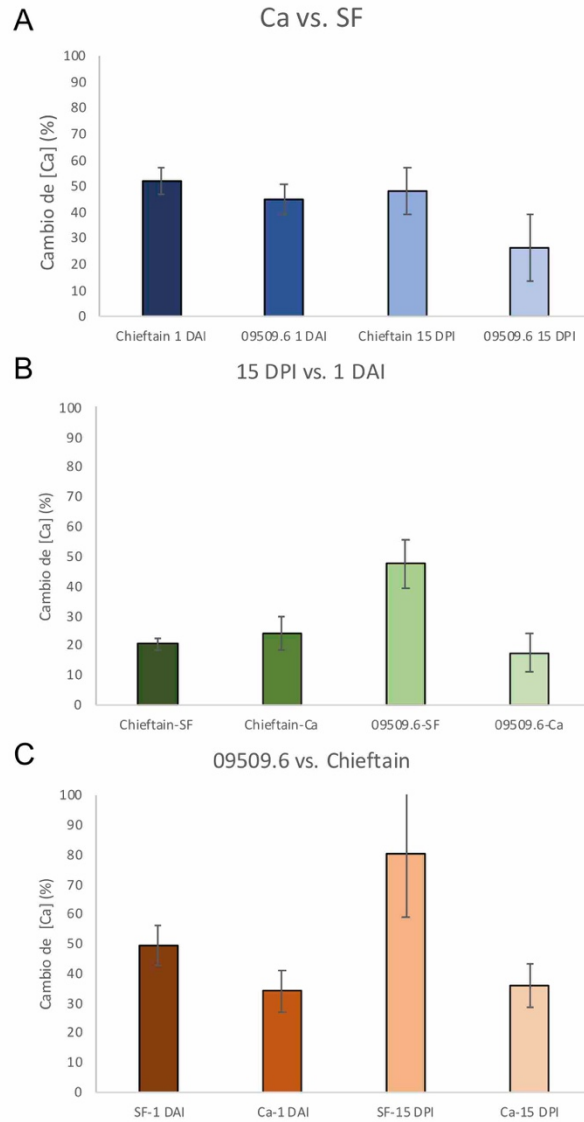 A
Ca vs. SF
Cambio de [Ca] (%)
100
90
80
70
60
50
40
30
20
10
0
Chieftain 1 DAI
09509.6 1 DAI
Chieftain 15 DPI
09509.6 15 DPI
B
15 DPI vs. 1 DAI
Cambio de [Ca] (%)
100
90
80
70
60
50
40
30
20
10
0
Chieftain-SF
Chieftain-Ca
09509.6-SF
09509.6-Ca
C
09509.6 vs. Chieftain
Cambio de [Ca] (%)
100
90
80
70
60
50
40
30
20
10
0
SF-1 DAI
Ca-1 DAI
SF-15 DPI
Ca-15 DPI